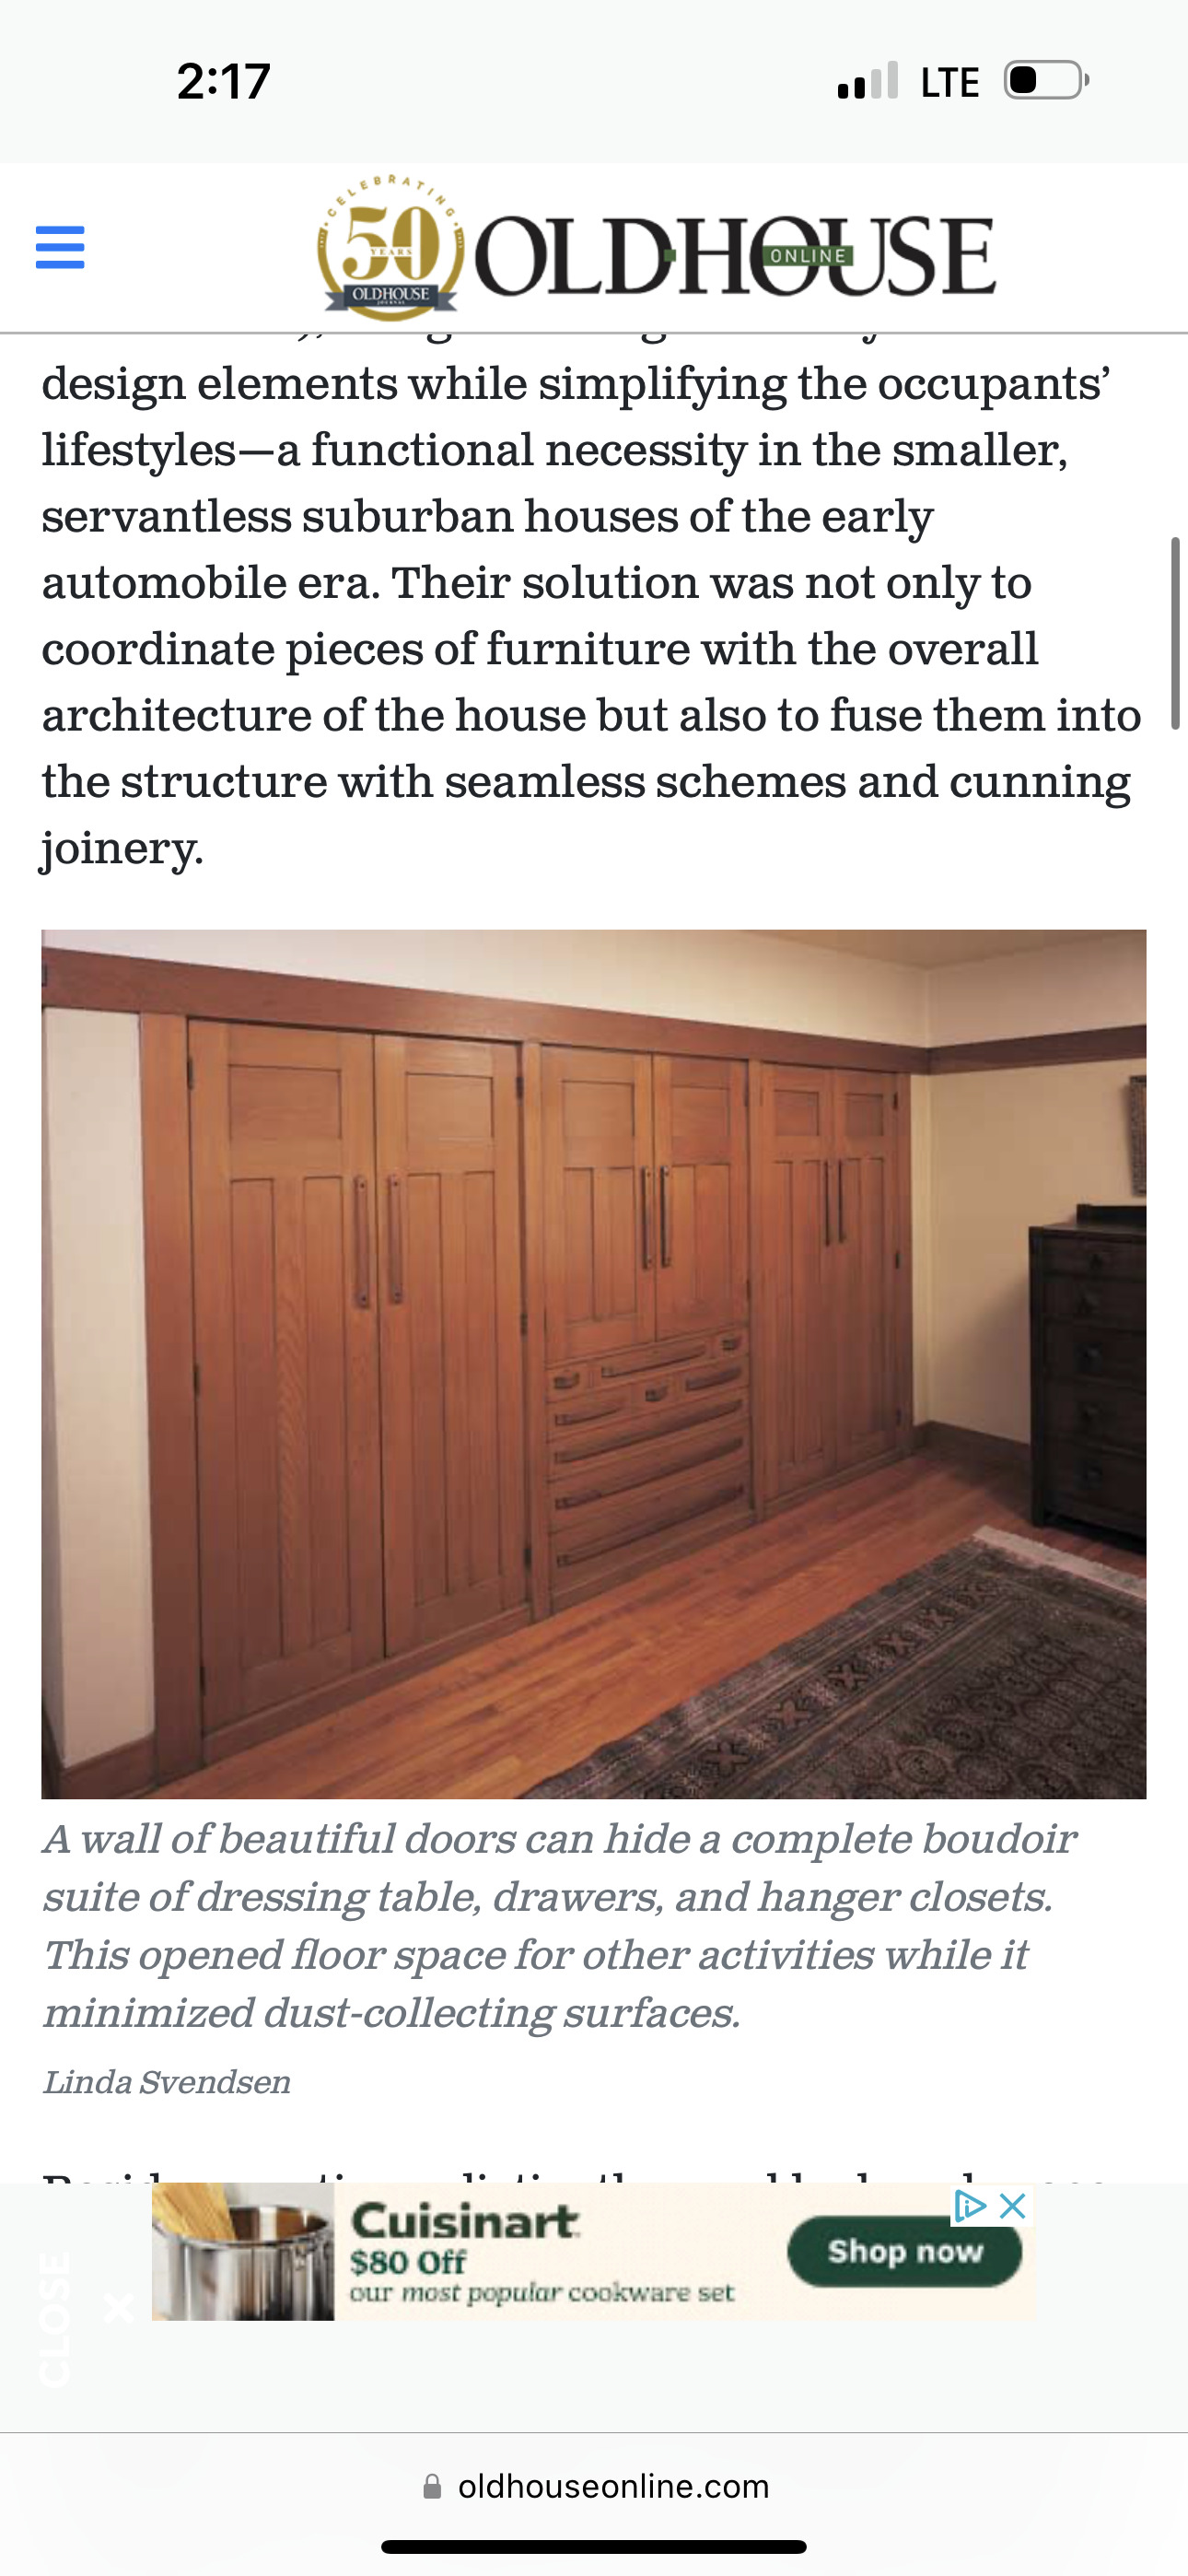 2:17
LTE
CELEBRATING
50
YEARS
OLDHOUSE
JOURNAL
OLD HOUSE
ONLINE
design elements while simplifying the occupants’
lifestyles—a functional necessity in the smaller,
servantless suburban houses of the early
automobile era. Their solution was not only to
coordinate pieces of furniture with the overall
architecture of the house but also to fuse them into
the structure with seamless schemes and cunning
joinery.
A wall of beautiful doors can hide a complete boudoir
suite of dressing table, drawers, and hanger closets.
This opened floor space for other activities while it
minimized dust-collecting surfaces.
Linda Svendsen
CLOSE
Cuisinart
$80 Off
our most popular cookware set
Shop now
oldhouseonline.com